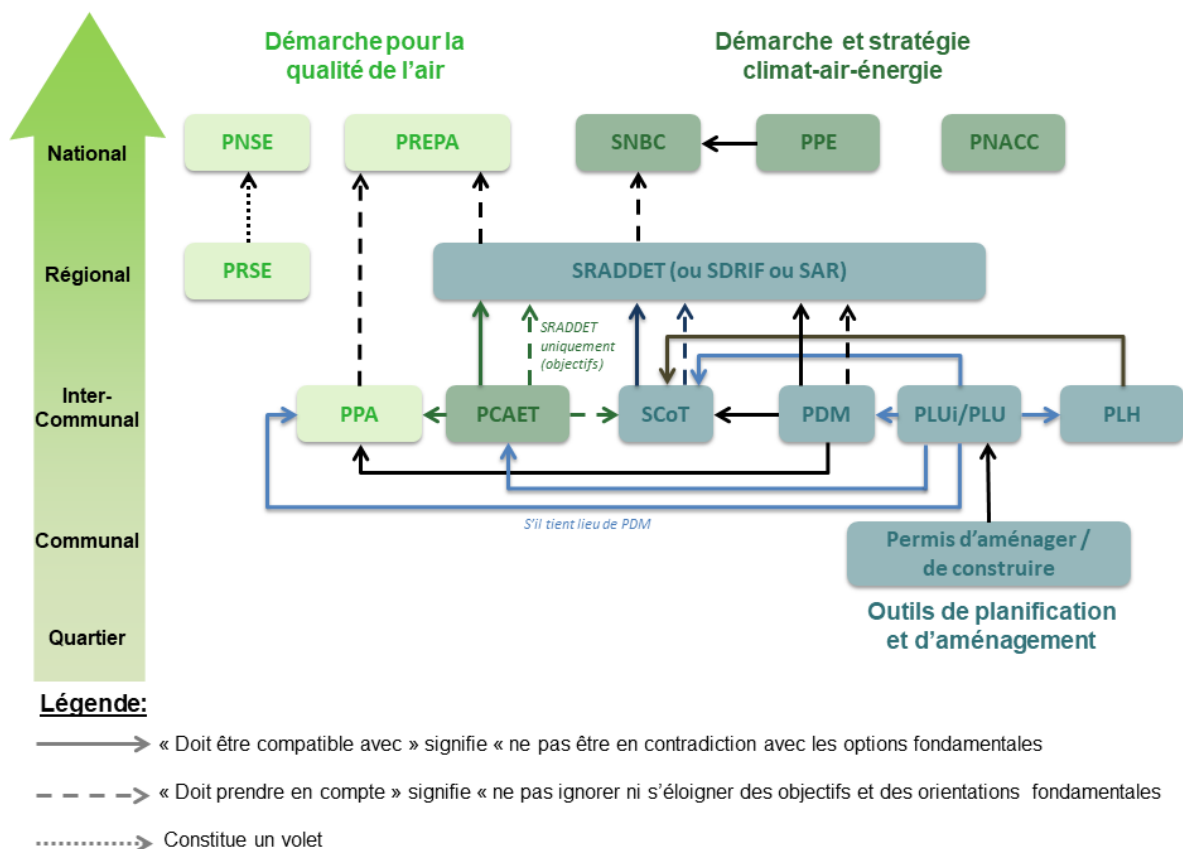 Démarche pour la
qualité de l'air
Démarche et stratégie
climat-air-énergie
National
PNSE
PREPA
SNBC
PPE
PNACC
Régional
PRSE
SRADDET (ou SDRIF ou SAR)
SRADDET
uniquement
(objectifs)
Inter-
Communal
PPA
PCAET
SCoT
PDM
PLUi/PLU
PLH
S'il tient lieu de PDM
Communal
Permis d'aménager /
de construire
Quartier
Outils de planification
et d'aménagement
Légende:
« Doit être compatible avec » signifie « ne pas être en contradiction avec les options fondamentales
« Doit prendre en compte » signifie « ne pas ignorer ni s'éloigner des objectifs et des orientations fondamentales
Constitue un volet